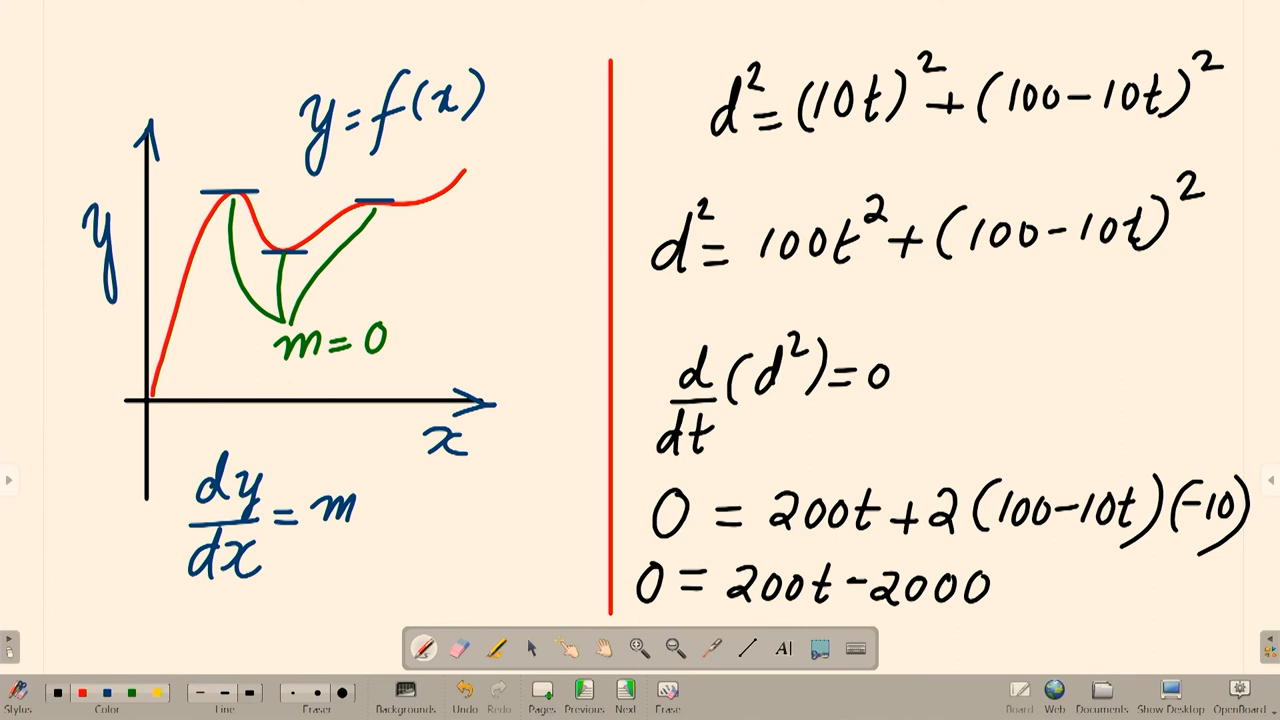 y=f(x)
y
m=0
x
dy/dx = m
d²=(10t)²+(100-10t)²
d²=100t²+(100-10t)²
d/dt(d²)=0
0 = 200t+2(100-10t)(-10)
0 = 200t-2000
Stylus
Color
Line
Eraser
Backgrounds
Undo
Redo
Pages
Previous
Next
Erase
Board
Web
Documents
Show Desktop
OpenBoard
A|